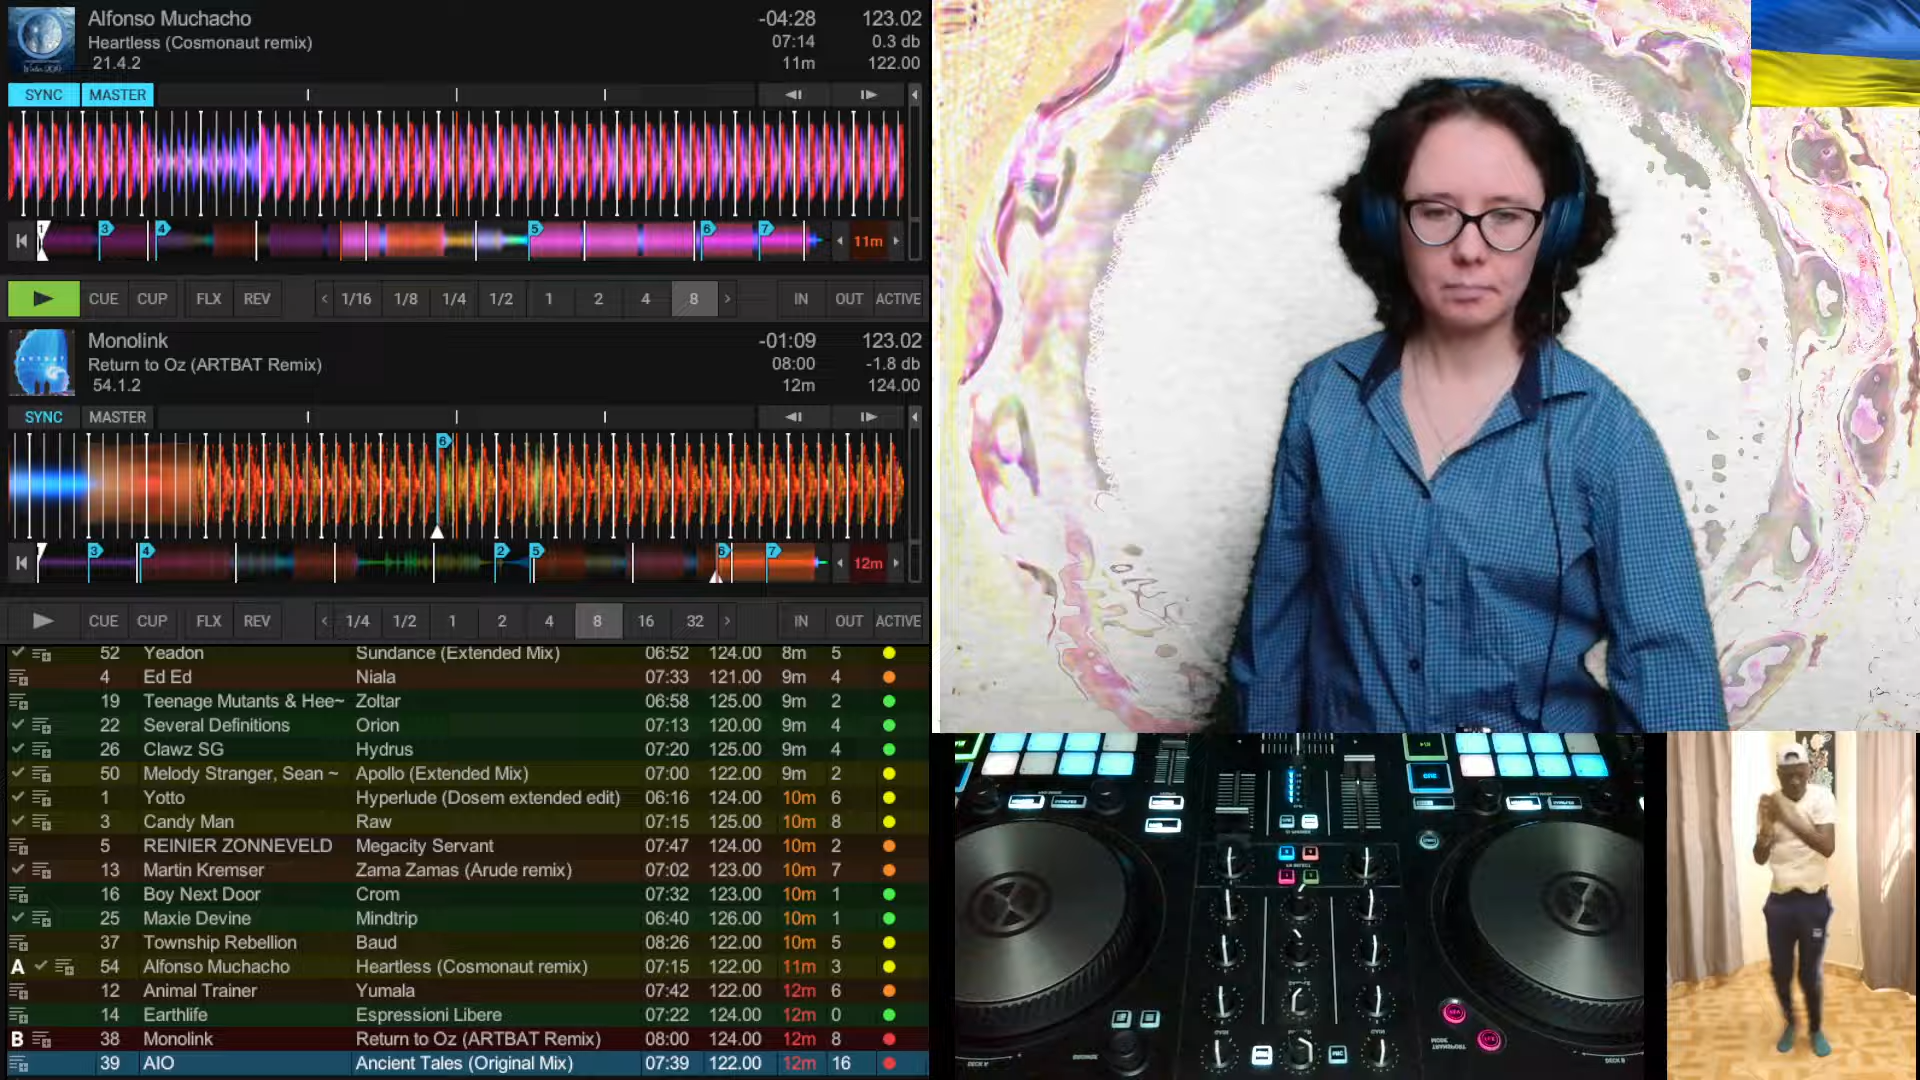 Alfonso Muchacho -04:28 123.02
Heartless (Cosmonaut remix) 07:14 0.3 db
21.4.2 11m 122.00
SYNC MASTER
1 3 4 5 6 7 11m
CUE CUP FLX REV 1/16 1/8 1/4 1/2 1 2 4 8 IN OUT ACTIVE
Monolink -01:09 123.02
Return to Oz (ARTBAT Remix) 08:00 -1.8 db
54.1.2 12m 124.00
SYNC MASTER
6
3 4 2 5 6 7 12m
CUE CUP FLX REV 1/4 1/2 1 2 4 8 16 32 IN OUT ACTIVE
52 Yeadon Sundance (Extended Mix) 06:52 124.00 8m 5
4 Ed Ed Niala 07:33 121.00 9m 4
19 Teenage Mutants & Hee~ Zoltar 06:58 125.00 9m 2
22 Several Definitions Orion 07:13 120.00 9m 4
26 Clawz SG Hydrus 07:20 125.00 9m 4
50 Melody Stranger, Sean ~ Apollo (Extended Mix) 07:00 122.00 9m 2
1 Yotto Hyperlude (Dosem extended edit) 06:16 124.00 10m 6
3 Candy Man Raw 07:15 125.00 10m 8
5 REINIER ZONNEVELD Megacity Servant 07:47 124.00 10m 2
13 Martin Kremser Zama Zamas (Arude remix) 07:02 123.00 10m 7
16 Boy Next Door Crom 07:32 123.00 10m 1
25 Maxie Devine Mindtrip 06:40 126.00 10m 1
37 Township Rebellion Baud 08:26 122.00 10m 5
A 54 Alfonso Muchacho Heartless (Cosmonaut remix) 07:15 122.00 11m 3
12 Animal Trainer Yumala 07:42 122.00 12m 6
14 Earthlife Espressioni Libere 07:22 124.00 12m 0
B 38 Monolink Return to Oz (ARTBAT Remix) 08:00 124.00 12m 8
39 AIO Ancient Tales (Original Mix) 07:39 122.00 12m 16